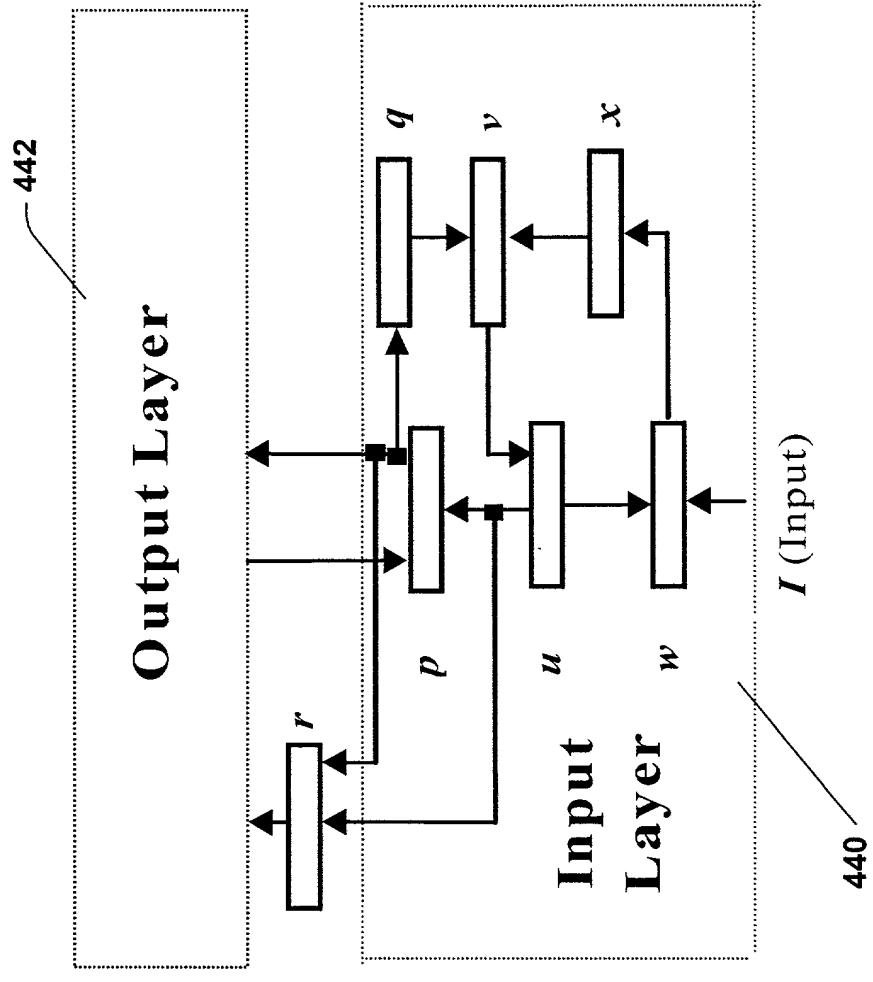 442
Output Layer
r
q
p
v
u
x
w
Input
Layer
I (Input)
440